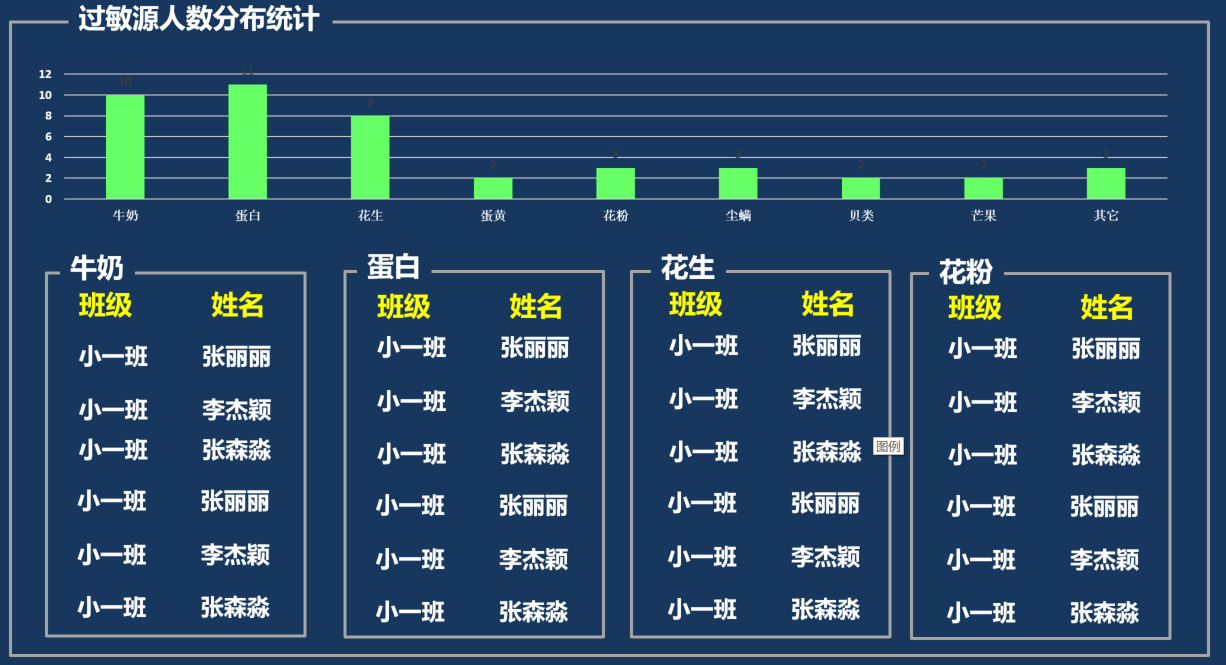 过敏源人数分布统计
12
10
8
6
4
2
0
10
11
8
2
3
3
2
2
3
牛奶 蛋白 花生 蛋黄 花粉 尘螨 贝类 芒果 其它
牛奶
班级 姓名
小一班 张丽丽
小一班 李杰颖
小一班 张森淼
小一班 张丽丽
小一班 李杰颖
小一班 张森淼
蛋白
班级 姓名
小一班 张丽丽
小一班 李杰颖
小一班 张森淼
小一班 张丽丽
小一班 李杰颖
小一班 张森淼
花生
班级 姓名
小一班 张丽丽
小一班 李杰颖
小一班 张森淼
小一班 张丽丽
小一班 李杰颖
小一班 张森淼
图例
花粉
班级 姓名
小一班 张丽丽
小一班 李杰颖
小一班 张森淼
小一班 张丽丽
小一班 李杰颖
小一班 张森淼